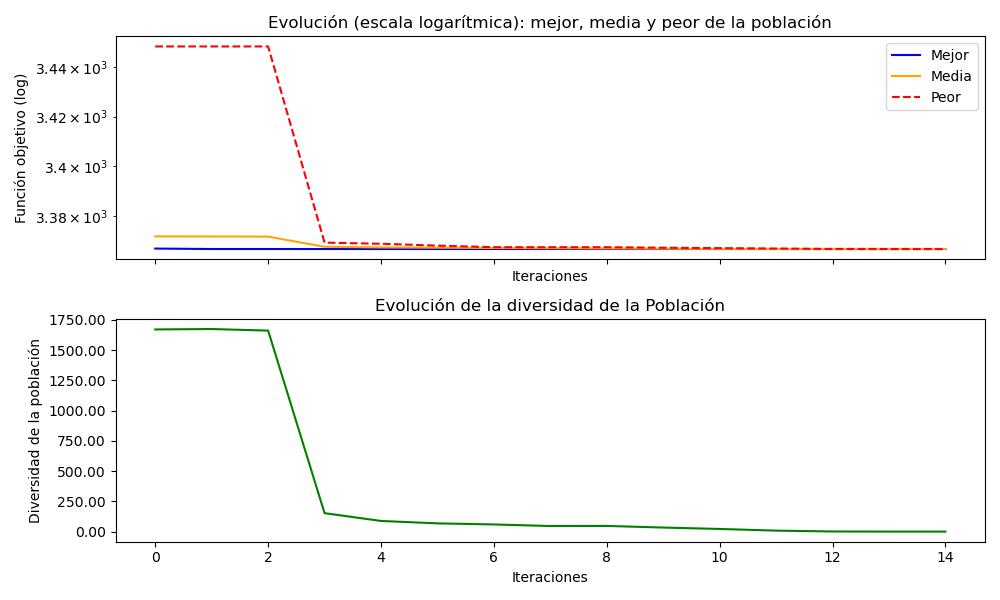 Evolución (escala logarítmica): mejor, media y peor de la población
Función objetivo (log)
3.44 × 10³
3.42 × 10³
3.4 × 10³
3.38 × 10³
Mejor
Media
Peor
Iteraciones
Evolución de la diversidad de la Población
Diversidad de la población
1750.00
1500.00
1250.00
1000.00
750.00
500.00
250.00
0.00
0 2 4 6 8 10 12 14
Iteraciones